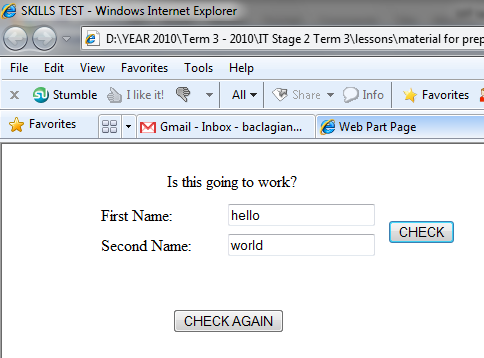 SKILLS TEST - Windows Internet Explorer
D:\YEAR 2010\Term 3 - 2010\IT Stage 2 Term 3\lessons\material for prep
File Edit View Favorites Tools Help
x Stumble I like it! All Share Info Favorites
Favorites Gmail - Inbox - baclagian... Web Part Page
Is this going to work?
First Name: hello
CHECK
Second Name: world
CHECK AGAIN